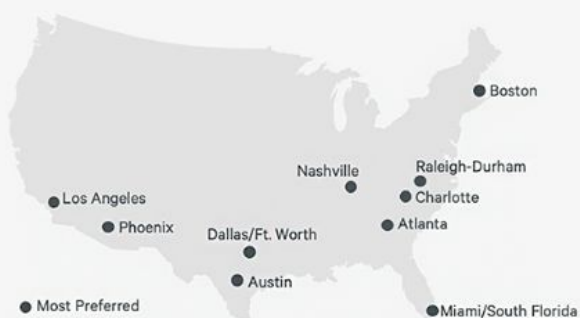 Boston
Nashville
Raleigh-Durham
Charlotte
Los Angeles
Phoenix
Dallas/Ft. Worth
Atlanta
Austin
Most Preferred
Miami/South Florida